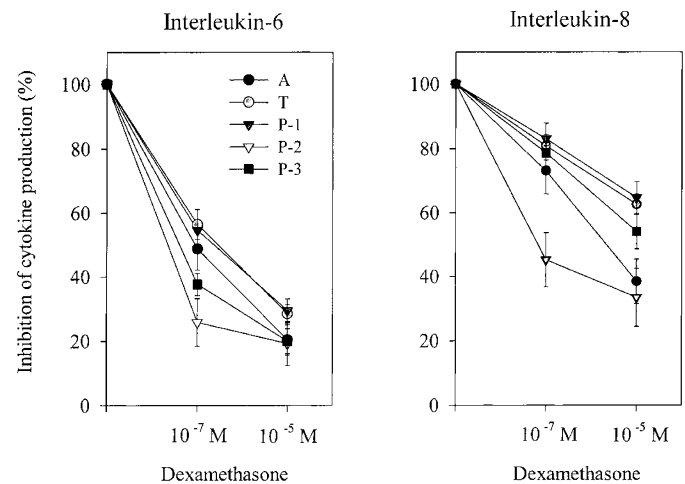 Interleukin-6
Interleukin-8
Inhibition of cytokine production (%)
100
80
60
40
20
0
A
T
P-1
P-2
P-3
10⁻⁷ M
10⁻⁵ M
Dexamethasone
100
80
60
40
20
0
10⁻⁷ M
10⁻⁵ M
Dexamethasone